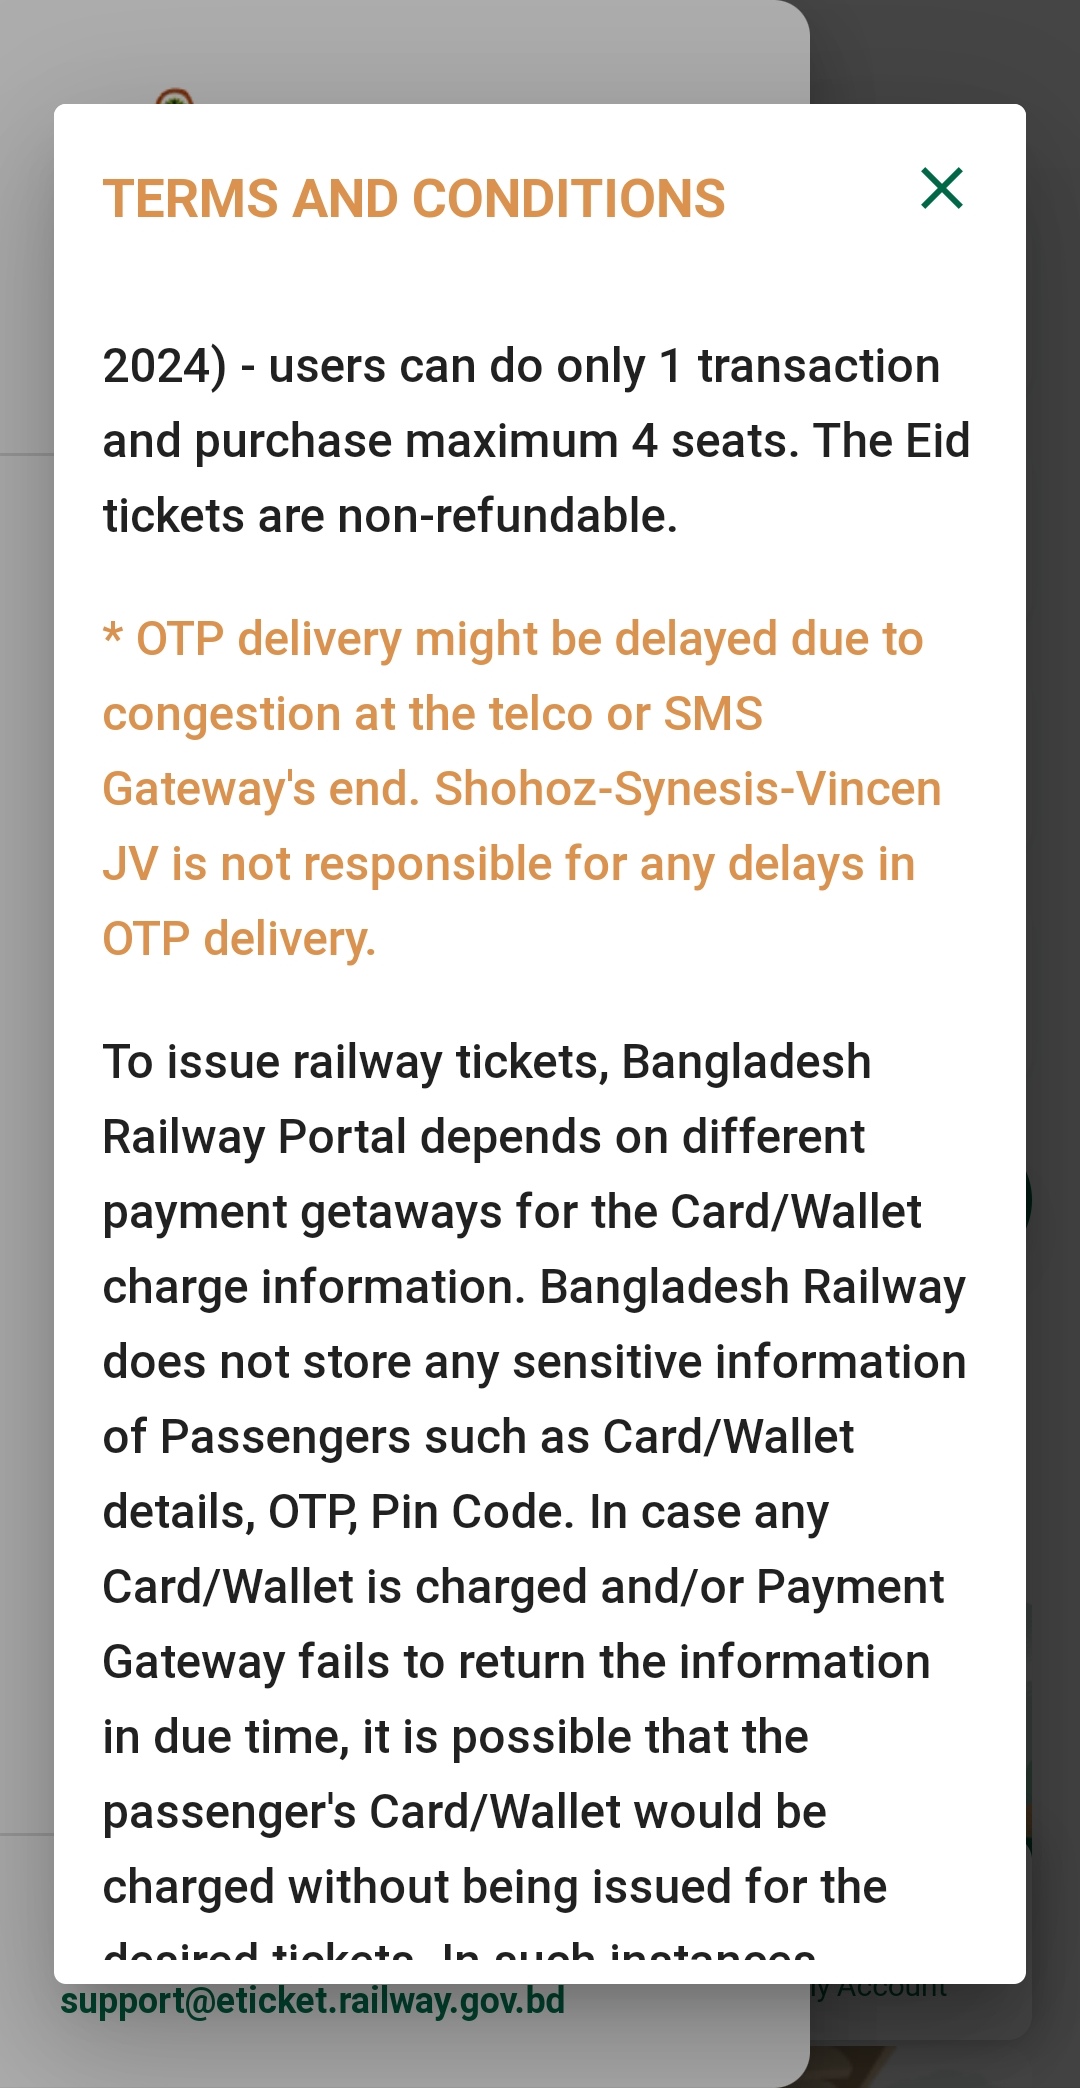 TERMS AND CONDITIONS
2024) - users can do only 1 transaction
and purchase maximum 4 seats. The Eid
tickets are non-refundable.
* OTP delivery might be delayed due to
congestion at the telco or SMS
Gateway's end. Shohoz-Synesis-Vincen
JV is not responsible for any delays in
OTP delivery.
To issue railway tickets, Bangladesh
Railway Portal depends on different
payment getaways for the Card/Wallet
charge information. Bangladesh Railway
does not store any sensitive information
of Passengers such as Card/Wallet
details, OTP, Pin Code. In case any
Card/Wallet is charged and/or Payment
Gateway fails to return the information
in due time, it is possible that the
passenger's Card/Wallet would be
charged without being issued for the
desired tickets. In such instances
support@eticket.railway.gov.bd
Account